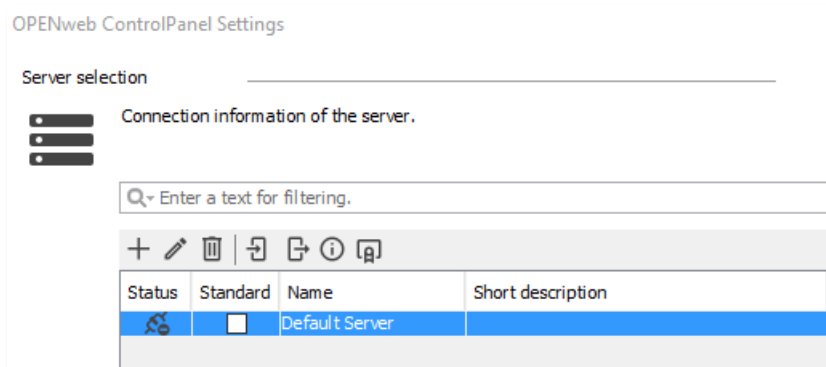 OPENweb ControlPanel Settings
Server selection
Connection information of the server.
Enter a text for filtering.
Status Standard Name Short description
Default Server